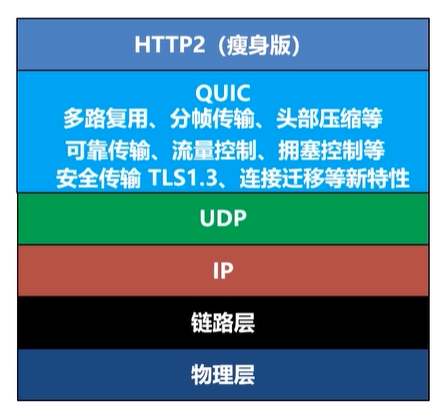 HTTP2（瘦身版）
QUIC
多路复用、分帧传输、头部压缩等
可靠传输、流量控制、拥塞控制等
安全传输 TLS1.3、连接迁移等新特性
UDP
IP
链路层
物理层